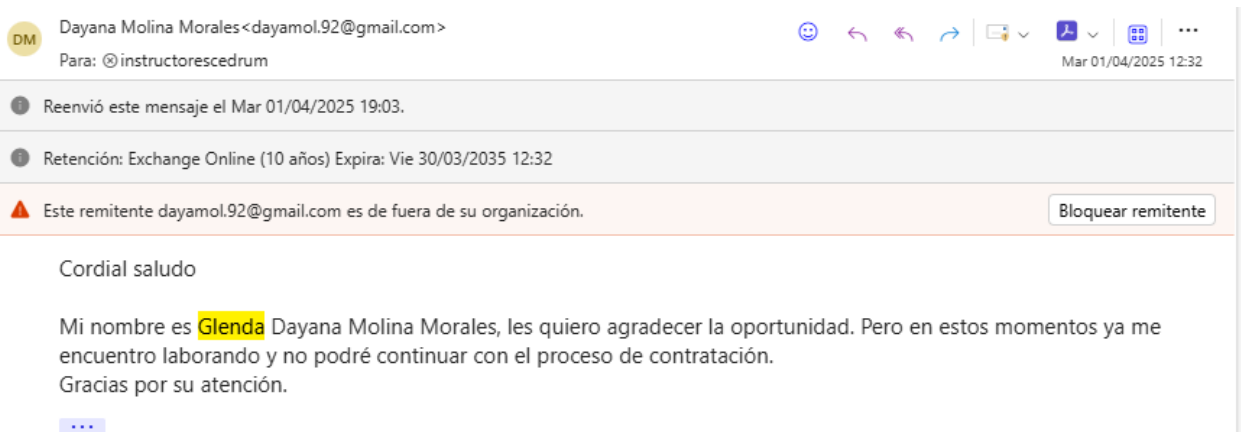 DM
Dayana Molina Morales<dayamol.92@gmail.com>
Para: instructorescedrum
Mar 01/04/2025 12:32
Reenvió este mensaje el Mar 01/04/2025 19:03.
Retención: Exchange Online (10 años) Expira: Vie 30/03/2035 12:32
Este remitente dayamol.92@gmail.com es de fuera de su organización.
Bloquear remitente
Cordial saludo
Mi nombre es Glenda Dayana Molina Morales, les quiero agradecer la oportunidad. Pero en estos momentos ya me
encuentro laborando y no podré continuar con el proceso de contratación.
Gracias por su atención.
...